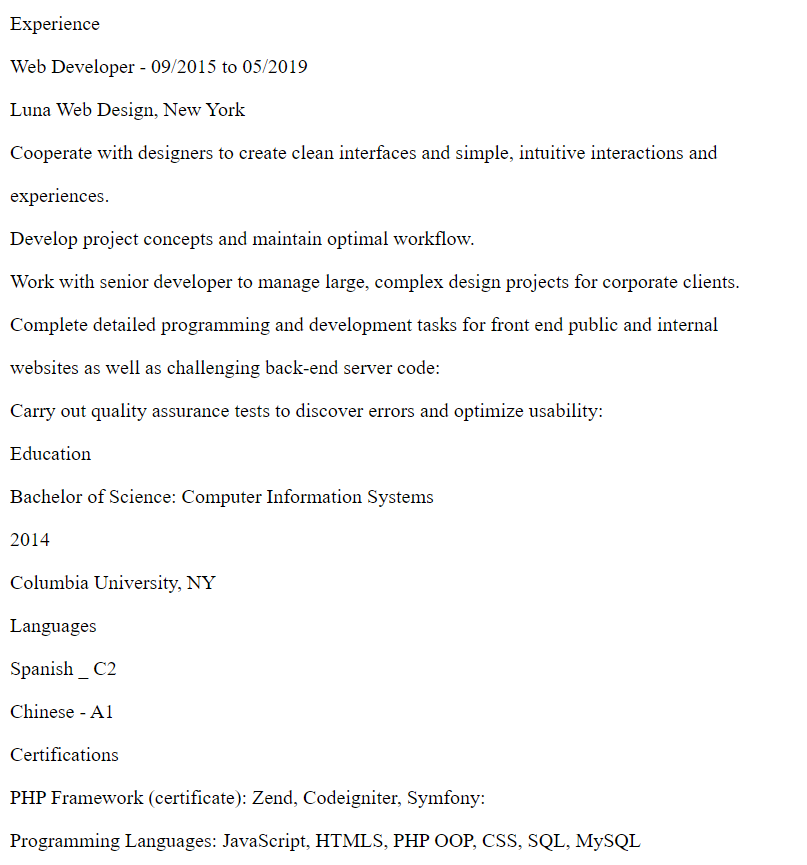 Experience
Web Developer - 09/2015 to 05/2019
Luna Web Design, New York
Cooperate with designers to create clean interfaces and simple, intuitive interactions and
experiences.
Develop project concepts and maintain optimal workflow.
Work with senior developer to manage large, complex design projects for corporate clients.
Complete detailed programming and development tasks for front end public and internal
websites as well as challenging back-end server code:
Carry out quality assurance tests to discover errors and optimize usability:
Education
Bachelor of Science: Computer Information Systems
2014
Columbia University, NY
Languages
Spanish _ C2
Chinese - A1
Certifications
PHP Framework (certificate): Zend, Codeigniter, Symfony:
Programming Languages: JavaScript, HTMLS, PHP OOP, CSS, SQL, MySQL